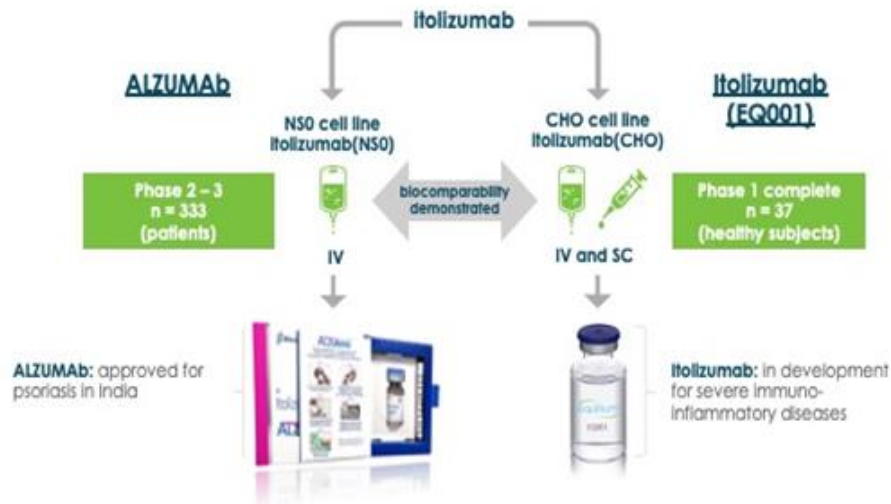 itolizumab
ALZUMAb
Itolizumab
(EQ001)
NS0 cell line
itolizumab(NS0)
CHO cell line
itolizumab(CHO)
Phase 2 – 3
n = 333
(patients)
biocomparability
demonstrated
Phase 1 complete
n = 37
(healthy subjects)
IV
IV and SC
ALZUMAb: approved for
psoriasis in India
Itolizumab: in development
for severe immuno-
inflammatory diseases